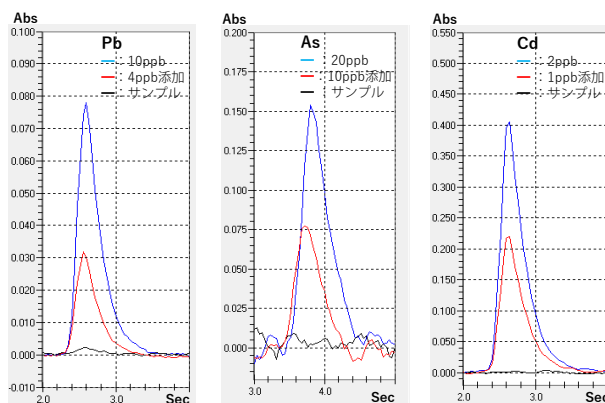 Abs
Pb
: 10ppb
: 4ppb添加
: サンプル
0.100
0.090
0.080
0.070
0.060
0.050
0.040
0.030
0.020
0.010
0.000
-0.010
2.0
3.0
Sec
Abs
As
: 20ppb
: 10ppb添加
: サンプル
0.200
0.175
0.150
0.125
0.100
0.075
0.050
0.025
0.000
3.0
4.0
Sec
Abs
Cd
: 2ppb
: 1ppb添加
: サンプル
0.550
0.500
0.450
0.400
0.350
0.300
0.250
0.200
0.150
0.100
0.050
0.000
2.0
3.0
Sec